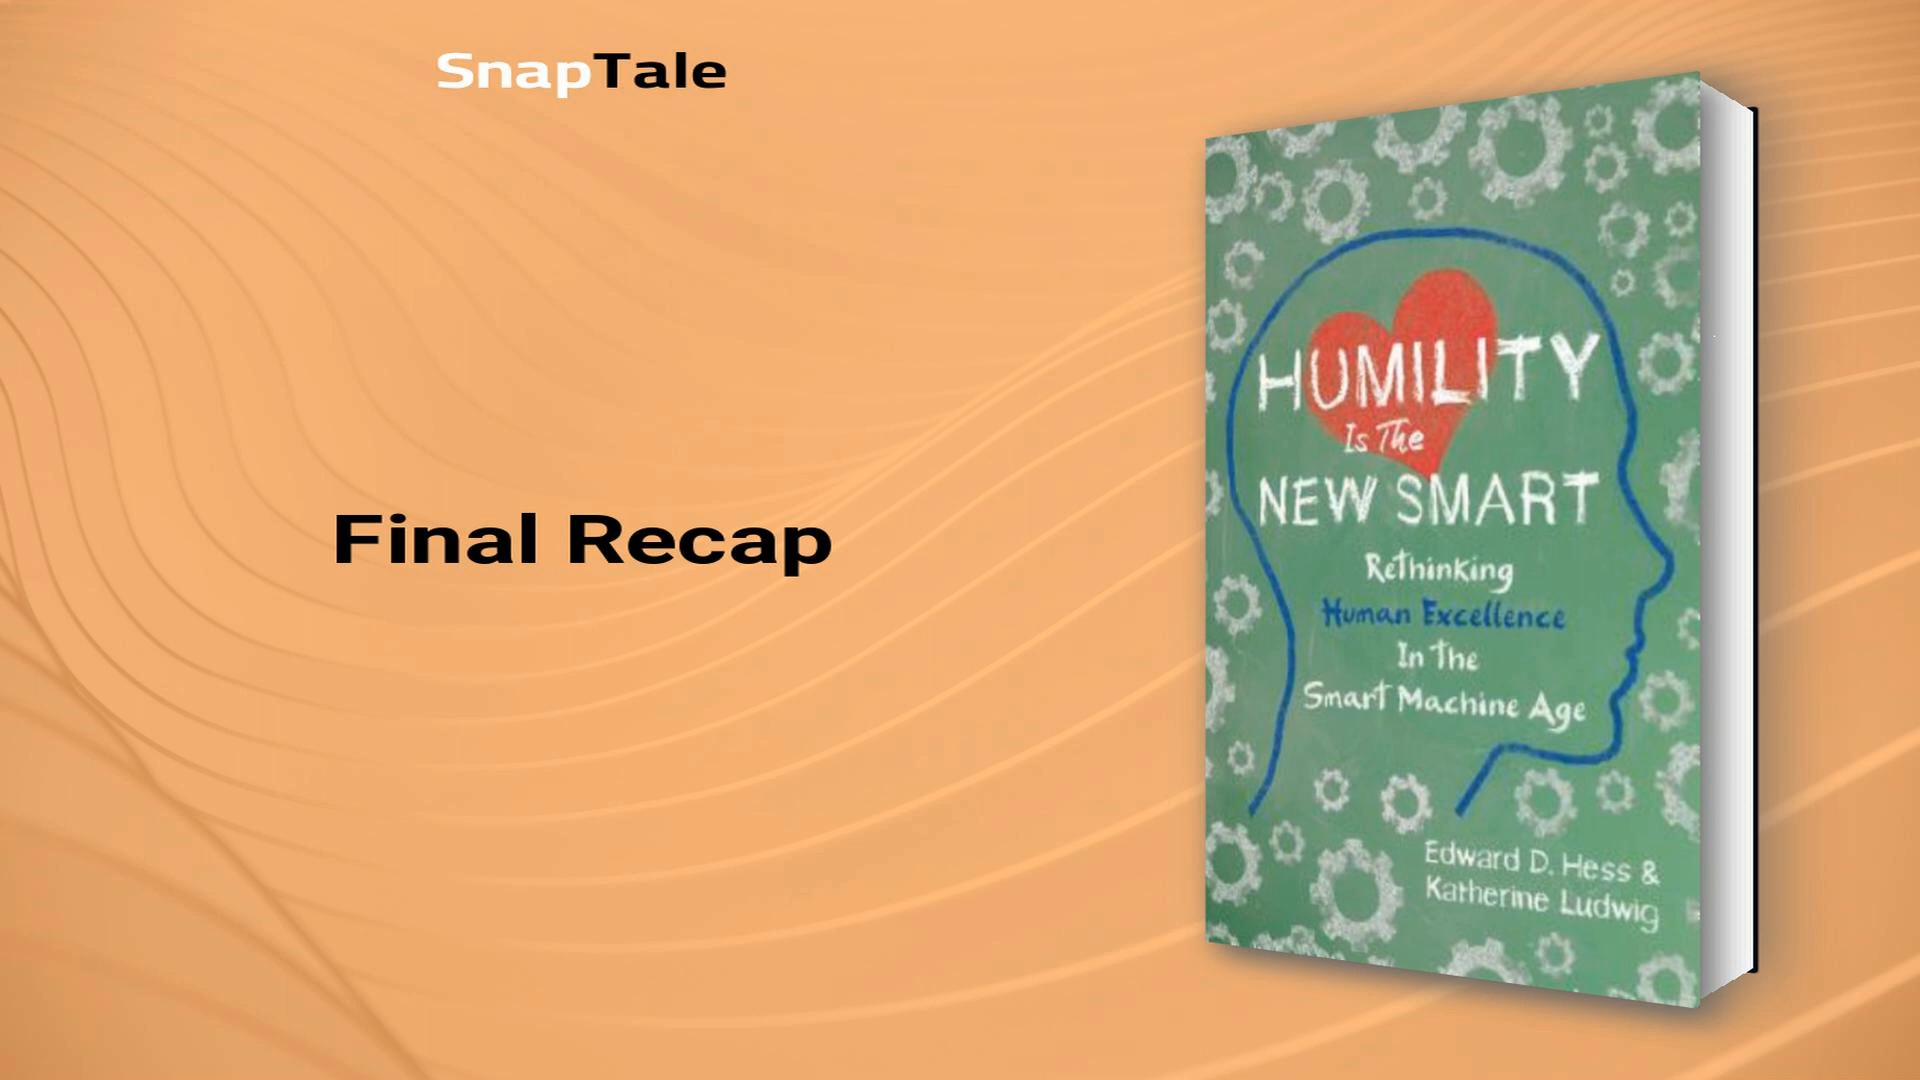 SnapTale
Final Recap
HUMILITY
Is The
NEW SMART
Rethinking
Human Excellence
In The
Smart Machine Age
Edward D. Hess &
Katherine Ludwig